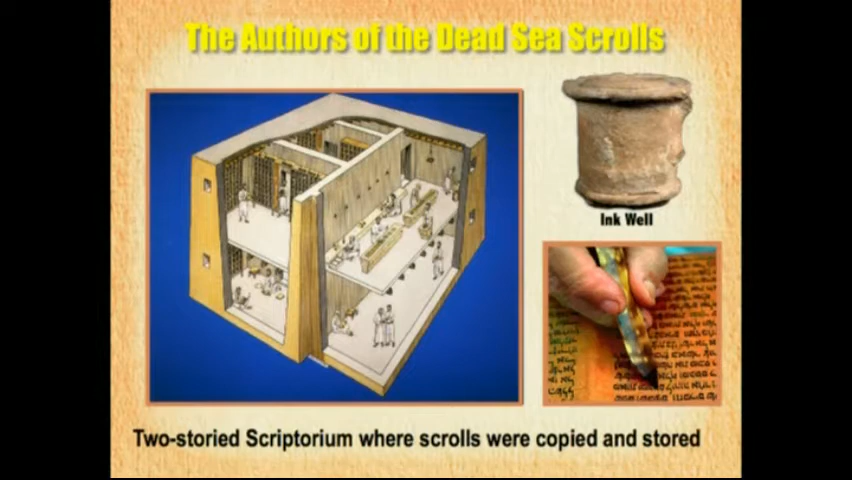 The Authors of the Dead Sea Scrolls
Ink Well
Two-storied Scriptorium where scrolls were copied and stored